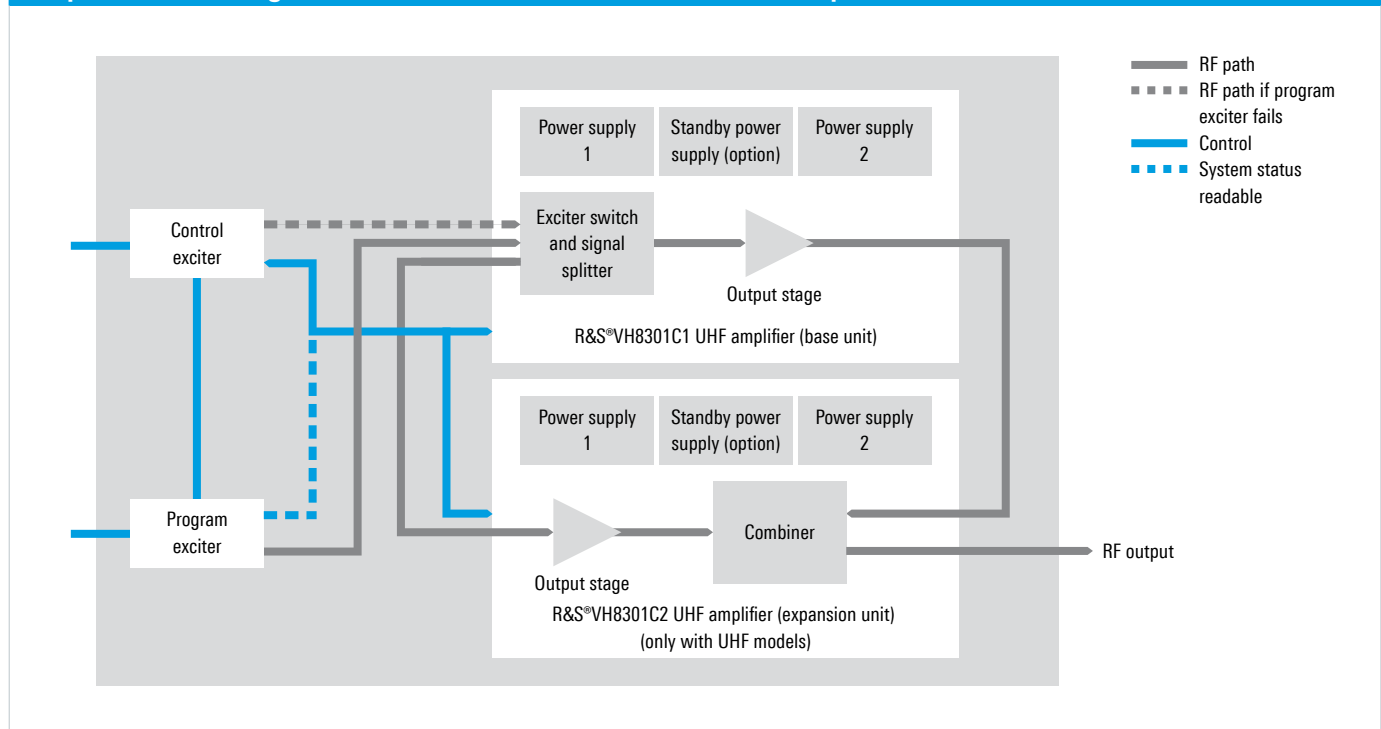 RF path
RF path if program
exciter fails
Control
System status
readable
Power supply
1
Standby power
supply (option)
Power supply
2
Control
exciter
Exciter switch
and signal
splitter
Output stage
R&S®VH8301C1 UHF amplifier (base unit)
Power supply
1
Standby power
supply (option)
Power supply
2
Program
exciter
Combiner
RF output
Output stage
R&S®VH8301C2 UHF amplifier (expansion unit)
(only with UHF models)